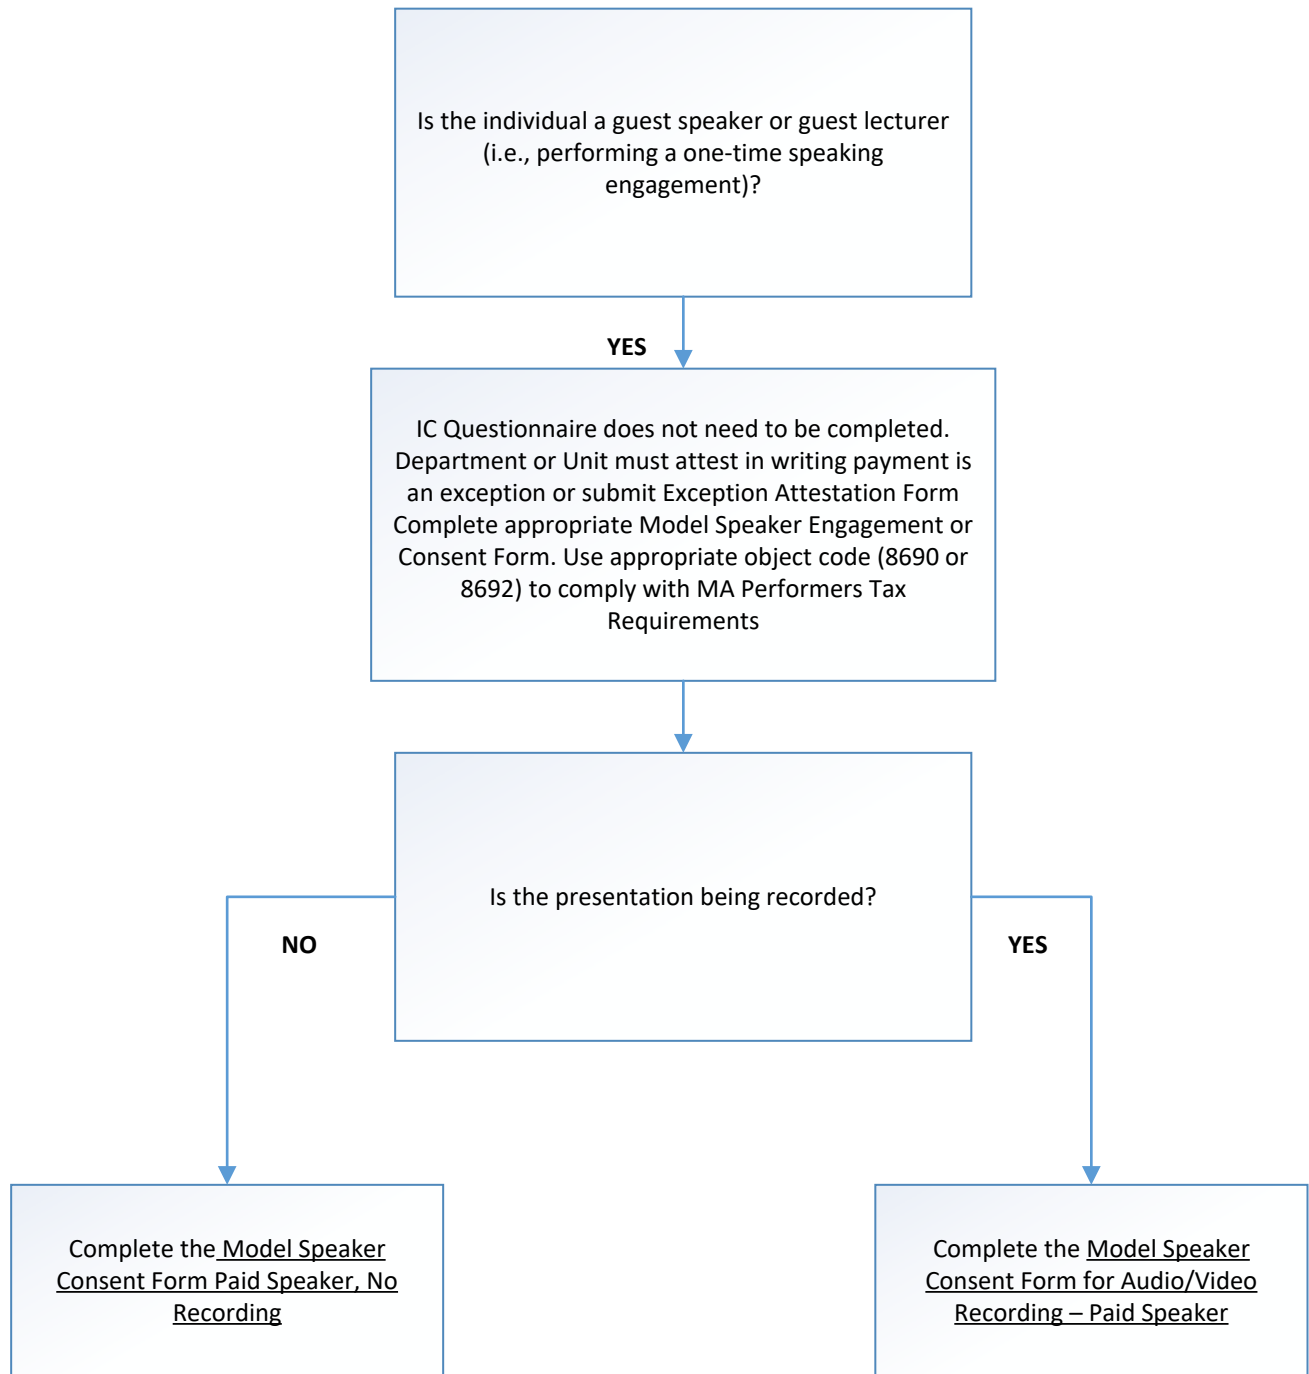 Is the individual a guest speaker or guest lecturer
(i.e., performing a one-time speaking
engagement)?
YES
IC Questionnaire does not need to be completed.
Department or Unit must attest in writing payment is
an exception or submit Exception Attestation Form
Complete appropriate Model Speaker Engagement or
Consent Form. Use appropriate object code (8690 or
8692) to comply with MA Performers Tax
Requirements
Is the presentation being recorded?
NO
YES
Complete the Model Speaker
Consent Form Paid Speaker, No
Recording
Complete the Model Speaker
Consent Form for Audio/Video
Recording – Paid Speaker